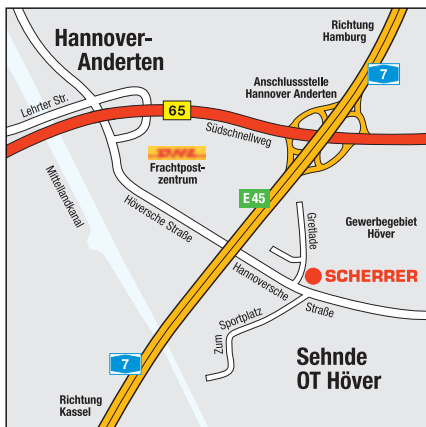 Richtung
Hamburg
Hannover-
Anderten
7
Anschlussstelle
Hannover Anderten
Lehrter Str.
65
Südschnellweg
Frachtpost-
zentrum
Mittellandkanal
E 45
Höversche Straße
Gretlade
Gewerbegebiet
Höver
Hannoversche
Straße
SCHERRER
Zum
Sportplatz
7
Sehnde
OT Höver
Richtung
Kassel